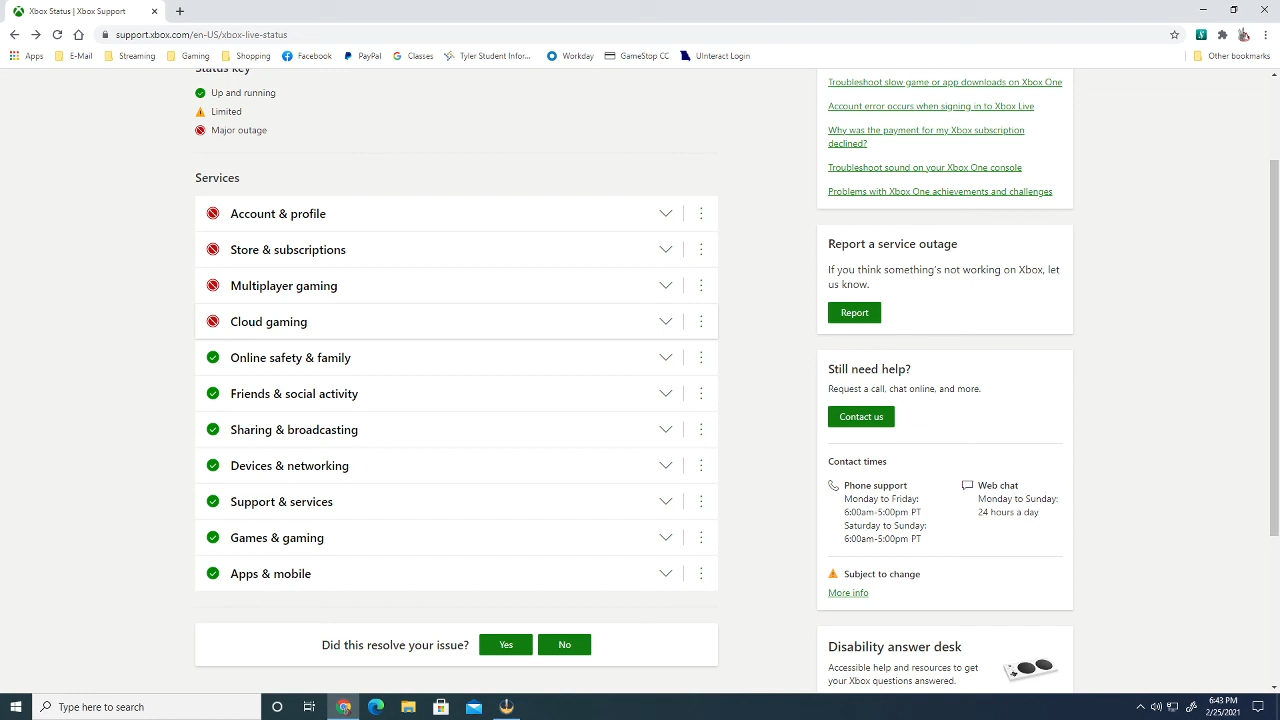 Xbox Status | Xbox Support
support.xbox.com/en-US/xbox-live-status
Apps
E-Mail
Streaming
Gaming
Shopping
Facebook
PayPal
Classes
Tyler Student Infor...
Workday
GameStop CC
UInteract Login
Other bookmarks
Status key
Up and running
Limited
Major outage
Services
Account & profile
Store & subscriptions
Multiplayer gaming
Cloud gaming
Online safety & family
Friends & social activity
Sharing & broadcasting
Devices & networking
Support & services
Games & gaming
Apps & mobile
Did this resolve your issue?
Yes
No
Troubleshoot slow game or app downloads on Xbox One
Account error occurs when signing in to Xbox Live
Why was the payment for my Xbox subscription
declined?
Troubleshoot sound on your Xbox One console
Problems with Xbox One achievements and challenges
Report a service outage
If you think something's not working on Xbox, let
us know.
Report
Still need help?
Request a call, chat online, and more.
Contact us
Contact times
Phone support
Monday to Friday:
6:00am-5:00pm PT
Saturday to Sunday:
6:00am-5:00pm PT
Web chat
Monday to Sunday:
24 hours a day
Subject to change
More info
Disability answer desk
Accessible help and resources to get
your Xbox questions answered.
Type here to search
6:43 PM
2/25/2021